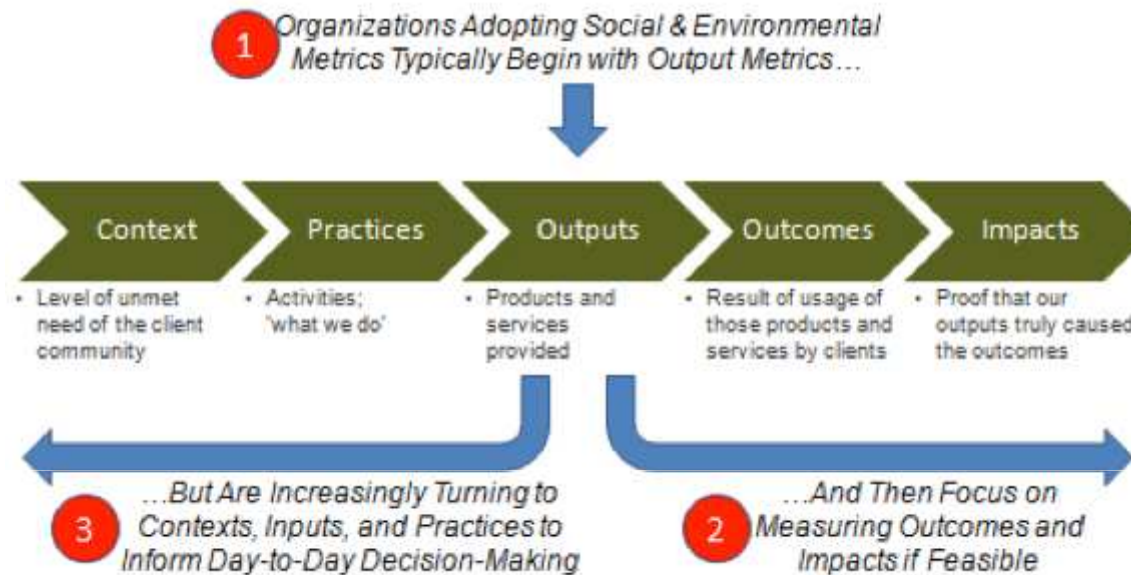 1
Organizations Adopting Social & Environmental
Metrics Typically Begin with Output Metrics…
Context
Practices
Outputs
Outcomes
Impacts
• Level of unmet
need of the client
community
• Activities;
'what we do'
• Products and
services
provided
• Result of usage of
those products and
services by clients
• Proof that our
outputs truly caused
the outcomes
3
…But Are Increasingly Turning to
Contexts, Inputs, and Practices to
Inform Day-to-Day Decision-Making
2
…And Then Focus on
Measuring Outcomes and
Impacts if Feasible